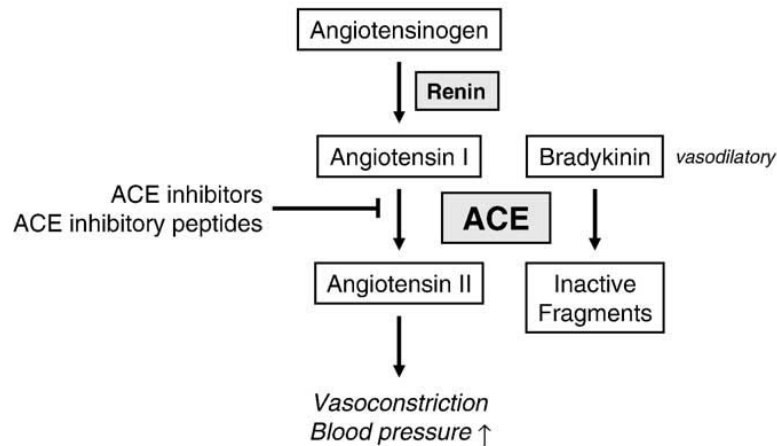 Angiotensinogen
Renin
Angiotensin I
Bradykinin
vasodilatory
ACE inhibitors
ACE inhibitory peptides
ACE
Angiotensin II
Inactive
Fragments
Vasoconstriction
Blood pressure ↑